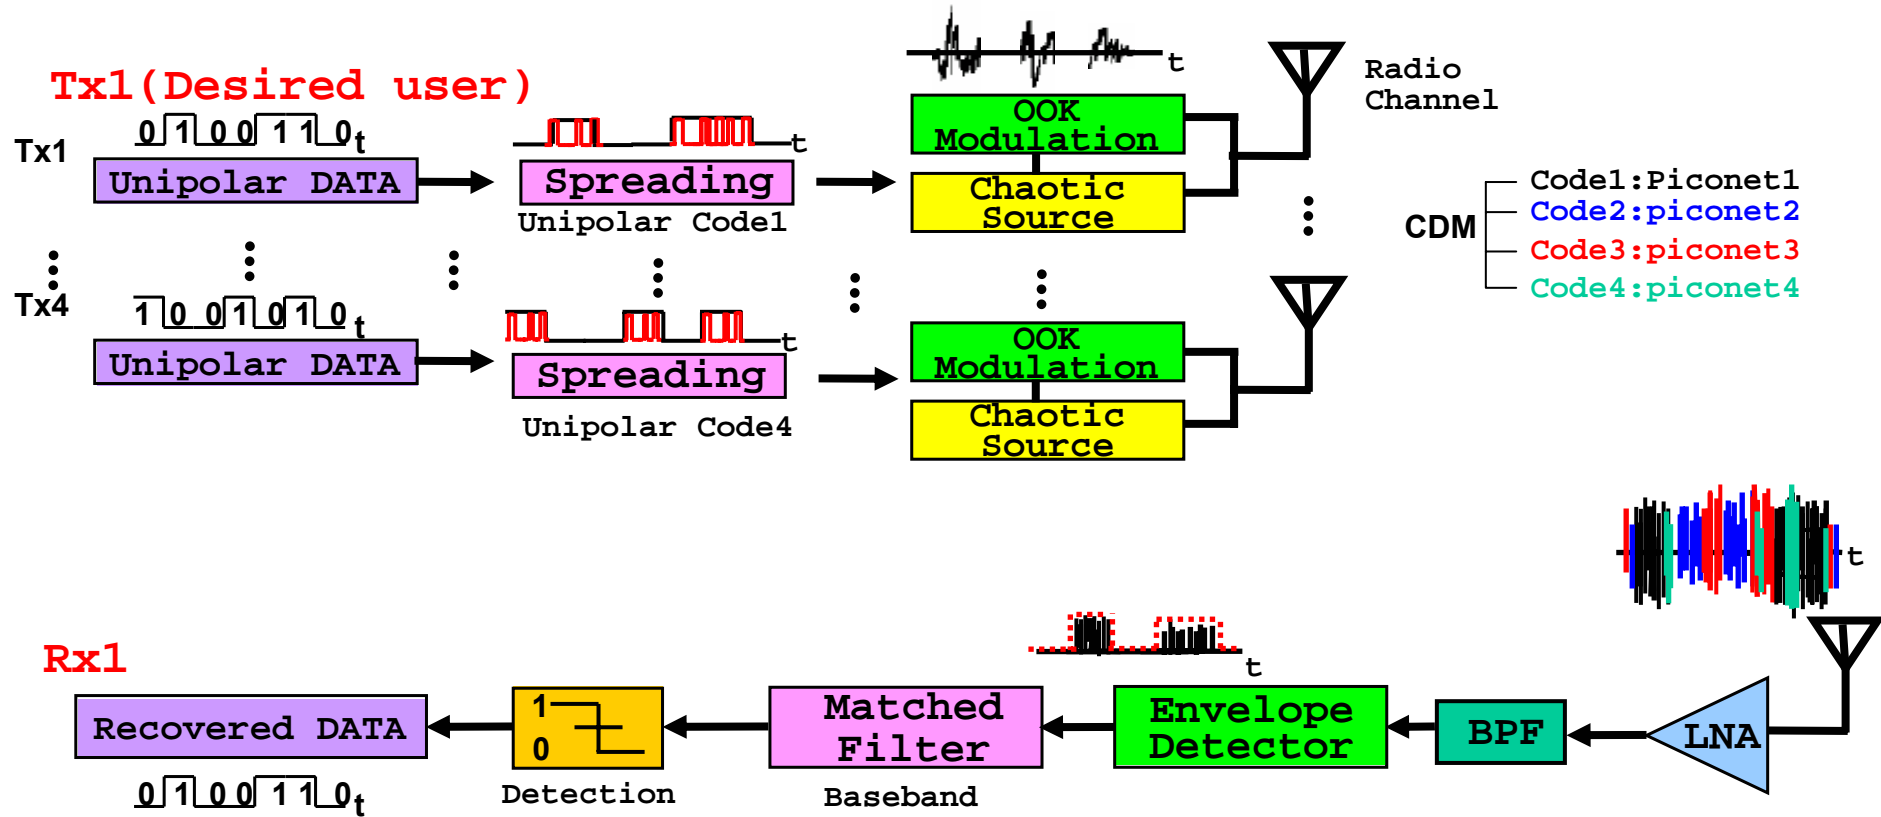 Tx1(Desired user)
Tx1
0 1 0 0 1 1 0 t
Unipolar DATA
t
Spreading
Unipolar Code1
t
OOK
Modulation
Chaotic
Source
Radio
Channel
CDM
Code1:Piconet1
Code2:piconet2
Code3:piconet3
Code4:piconet4
Tx4
1 0 0 1 0 1 0 t
Unipolar DATA
t
Spreading
Unipolar Code4
OOK
Modulation
Chaotic
Source
t
Rx1
Recovered DATA
0 1 0 0 1 1 0 t
1
0
Detection
Matched
Filter
Baseband
t
Envelope
Detector
BPF
LNA